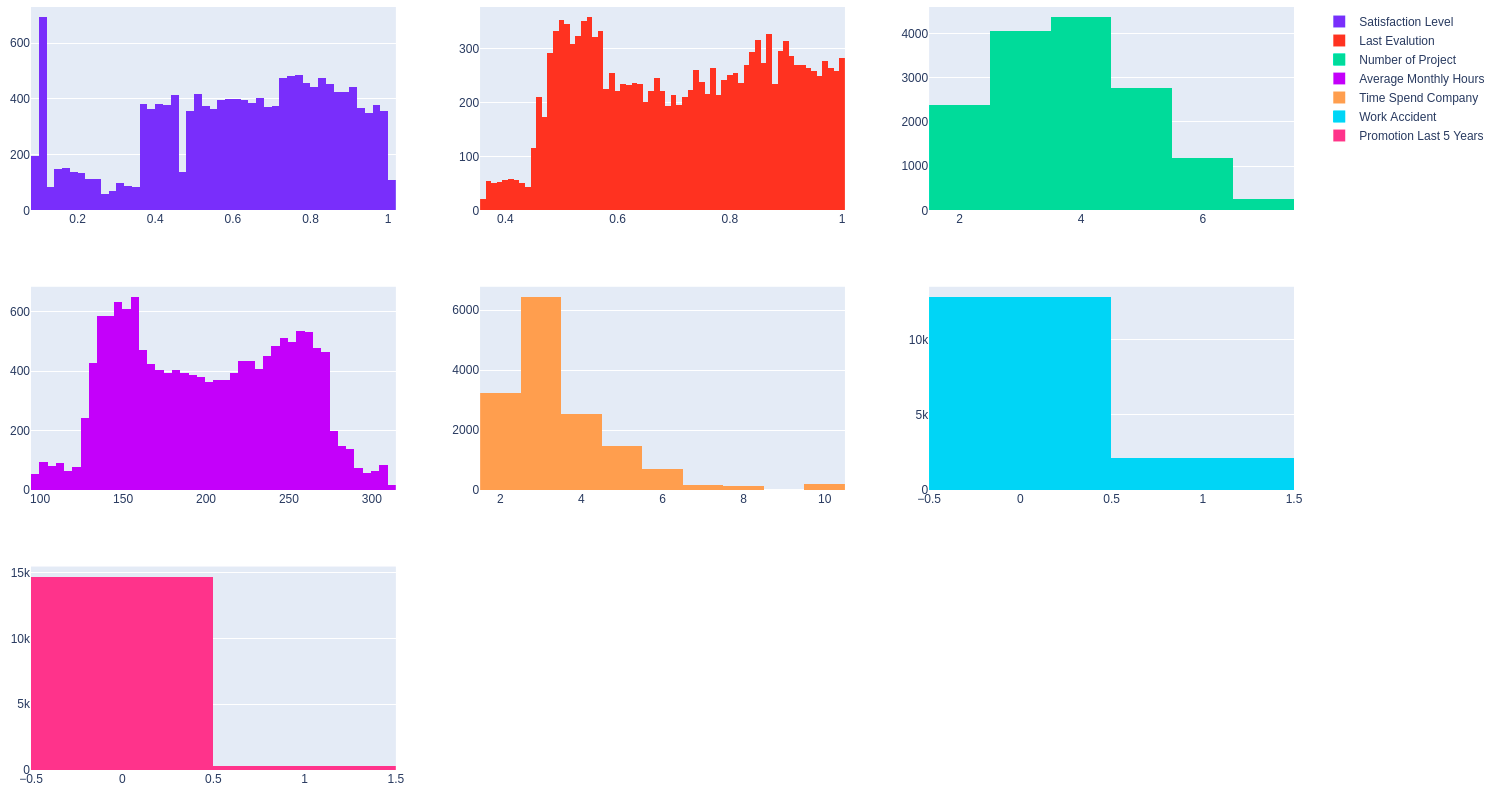 Satisfaction Level
Last Evalution
Number of Project
Average Monthly Hours
Time Spend Company
Work Accident
Promotion Last 5 Years
600
400
200
0
0.2 0.4 0.6 0.8 1
300
200
100
0
0.4 0.6 0.8 1
4000
3000
2000
1000
0
2 4 6
600
400
200
0
100 150 200 250 300
6000
4000
2000
0
2 4 6 8 10
10k
5k
0
−0.5 0 0.5 1 1.5
15k
10k
5k
0
−0.5 0 0.5 1 1.5